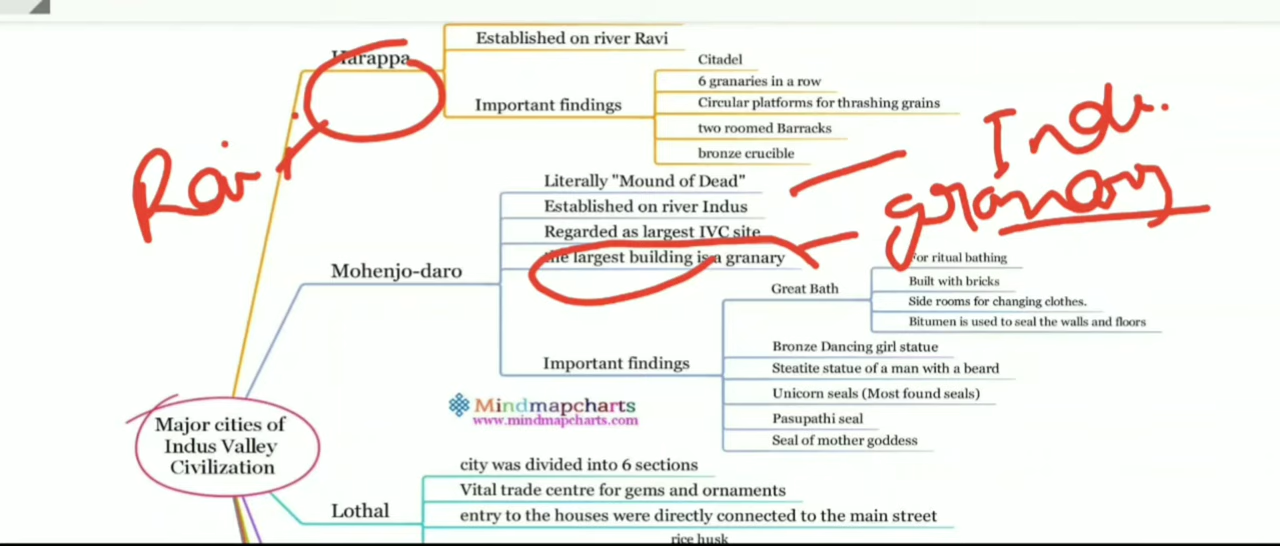 Harappa
Established on river Ravi
Important findings
Citadel
6 granaries in a row
Circular platforms for thrashing grains
two roomed Barracks
bronze crucible
Ravi
Mohenjo-daro
Literally "Mound of Dead"
Established on river Indus
Regarded as largest IVC site
the largest building is a granary
Indu.
granary
Important findings
Great Bath
For ritual bathing
Built with bricks
Side rooms for changing clothes.
Bitumen is used to seal the walls and floors
Bronze Dancing girl statue
Steatite statue of a man with a beard
Unicorn seals (Most found seals)
Pasupathi seal
Seal of mother goddess
Mindmapcharts
www.mindmapcharts.com
Major cities of
Indus Valley
Civilization
Lothal
city was divided into 6 sections
Vital trade centre for gems and ornaments
entry to the houses were directly connected to the main street
rice husk